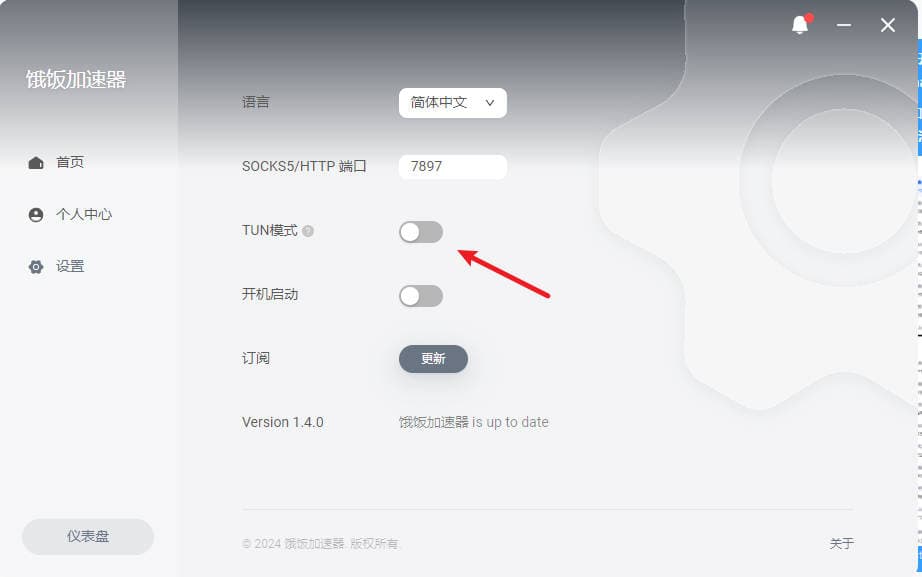 饿饭加速器
首页
个人中心
设置
仪表盘
语言
简体中文
SOCKS5/HTTP 端口
7897
TUN模式
?
开机启动
订阅
更新
Version 1.4.0
饿饭加速器 is up to date
© 2024 饿饭加速器. 版权所有.
关于